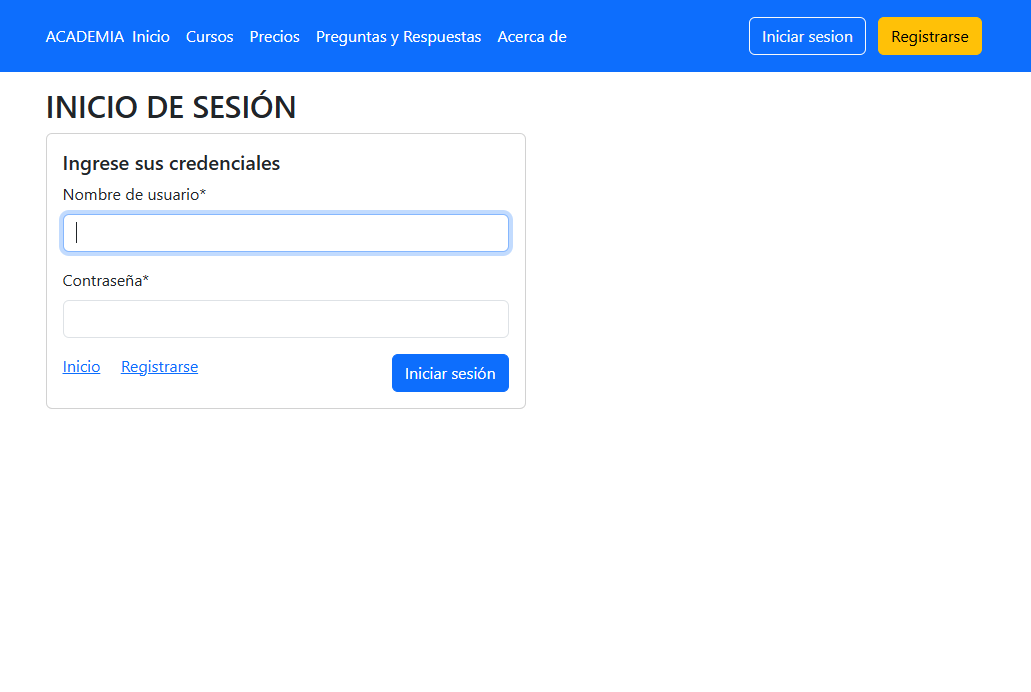 ACADEMIA Inicio Cursos Precios Preguntas y Respuestas Acerca de Iniciar sesion Registrarse
INICIO DE SESIÓN
Ingrese sus credenciales
Nombre de usuario*
Contraseña*
Inicio Registrarse Iniciar sesión